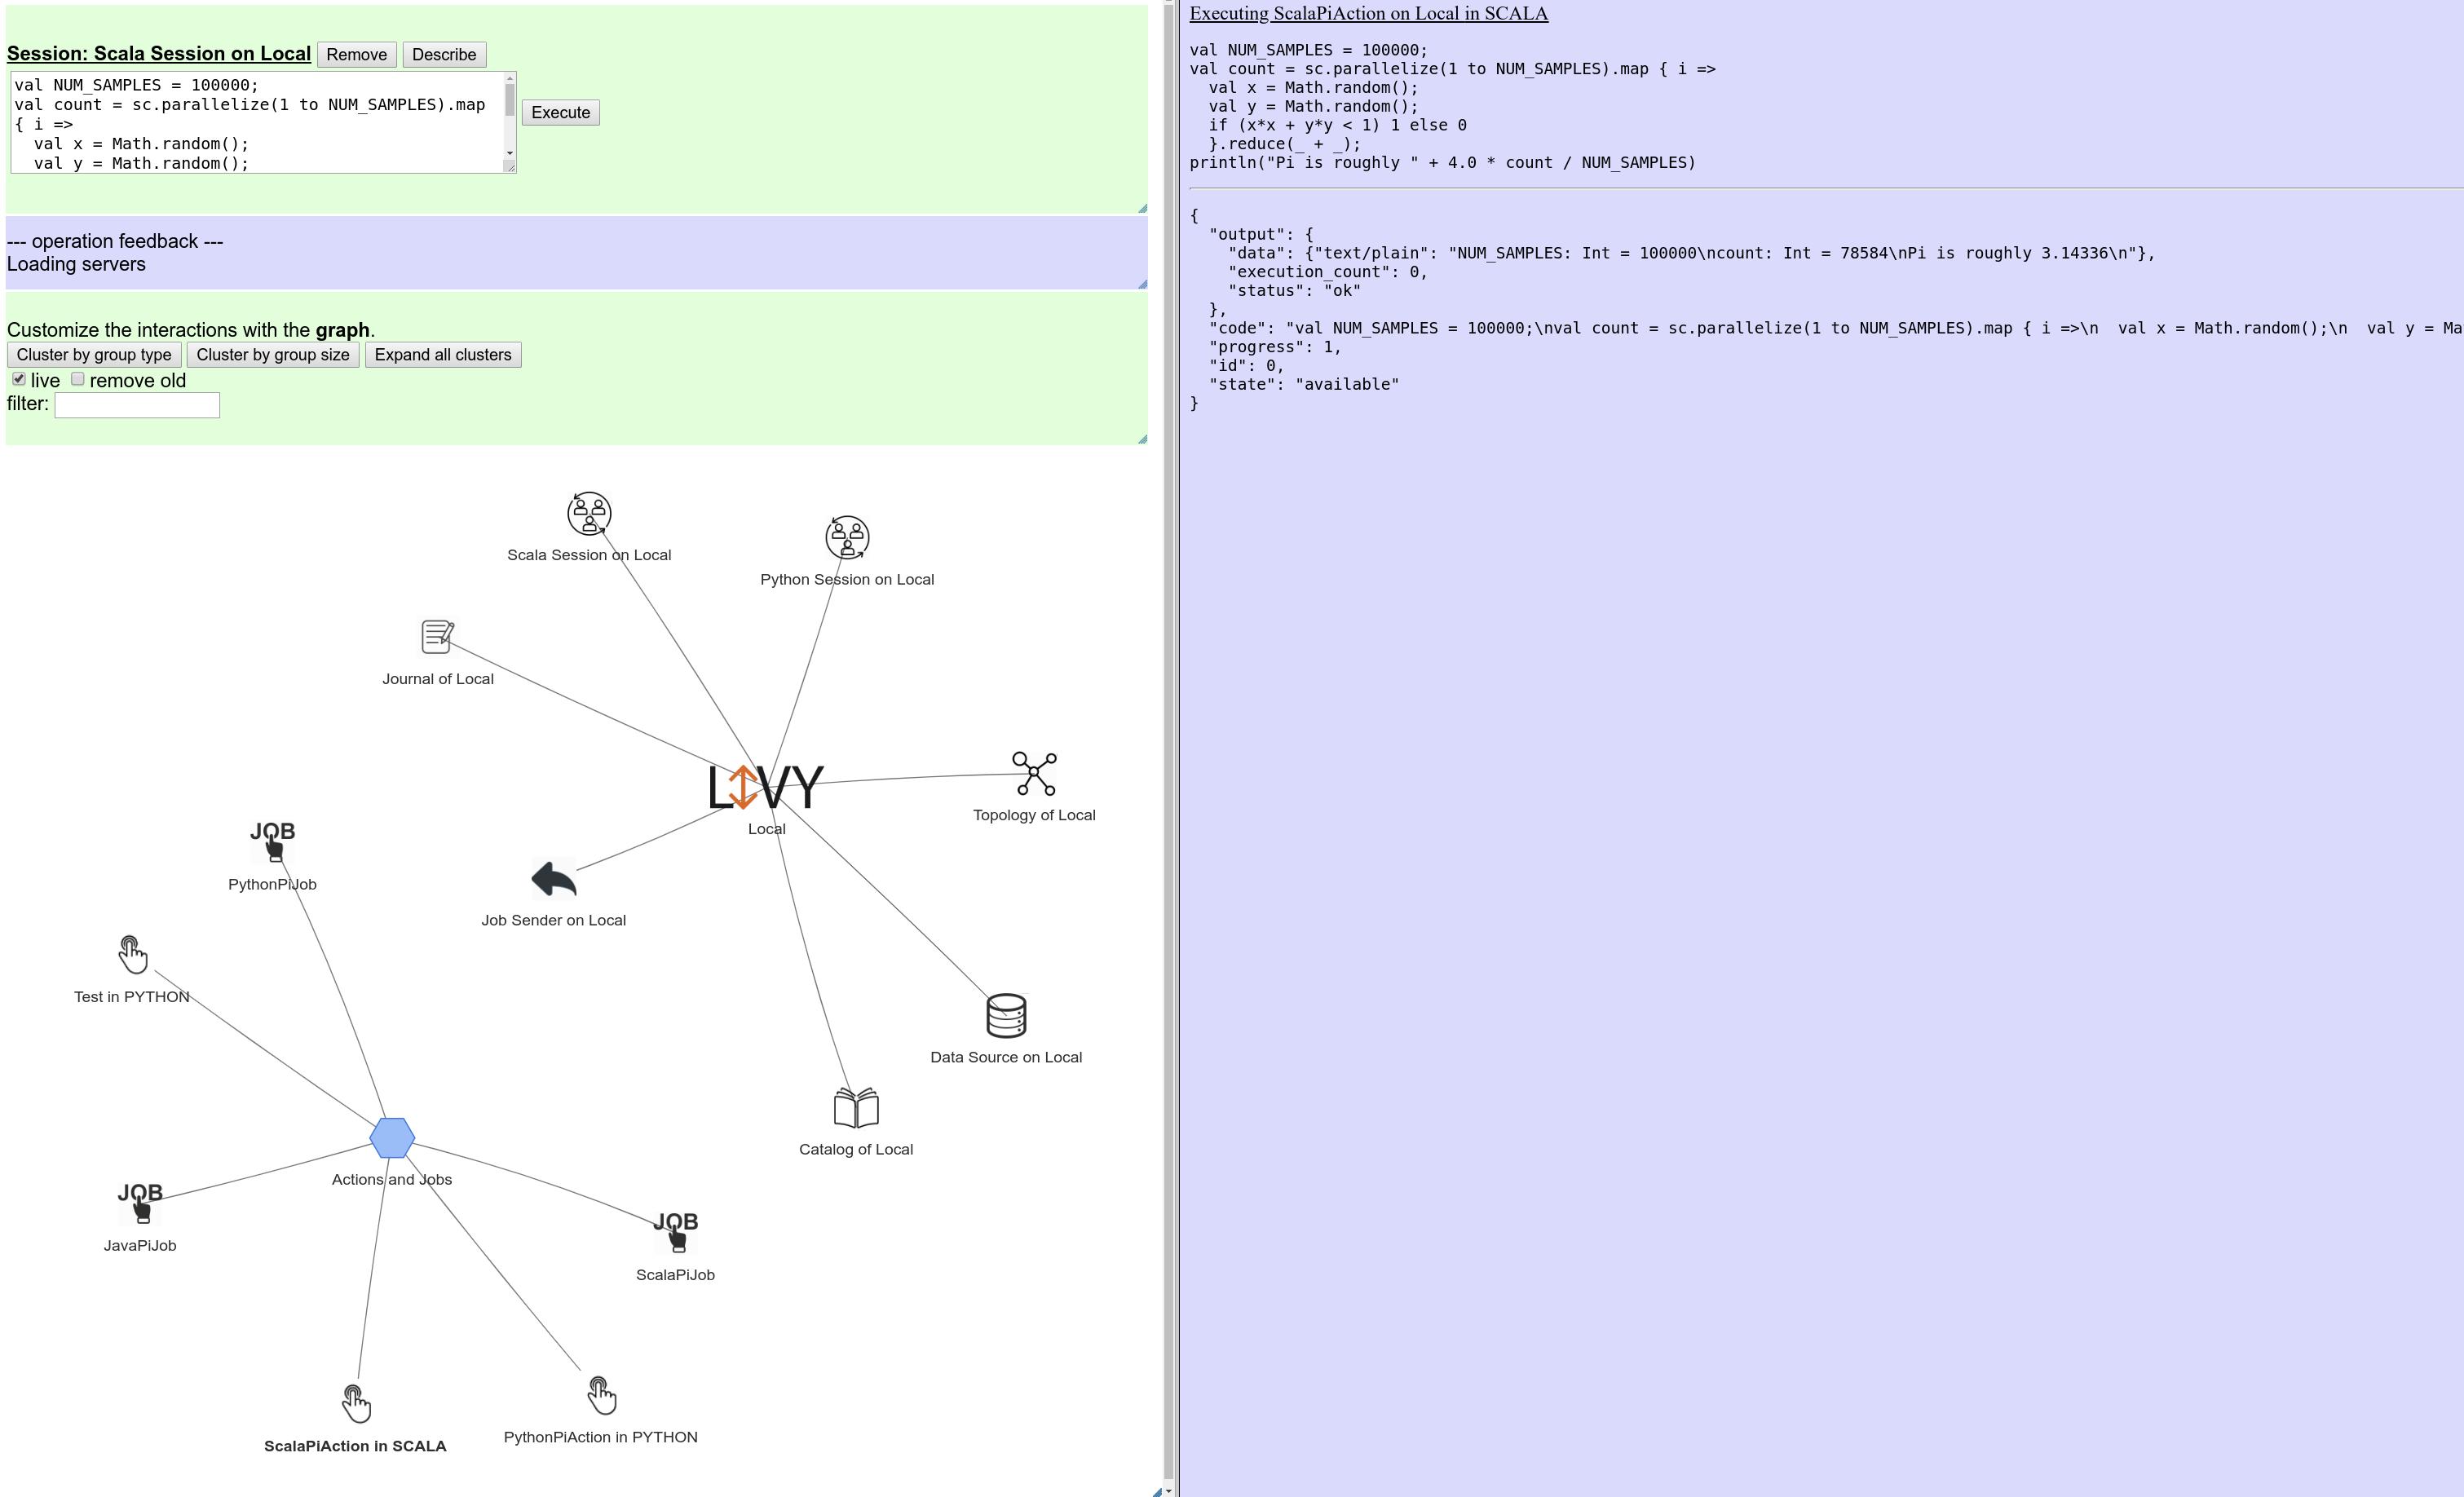 Session: Scala Session on Local Remove Describe
val NUM_SAMPLES = 100000;
val count = sc.parallelize(1 to NUM_SAMPLES).map
{ i =>
  val x = Math.random();
  val y = Math.random();
Execute
--- operation feedback ---
Loading servers
Customize the interactions with the graph.
Cluster by group type Cluster by group size Expand all clusters
live remove old
filter:
Scala Session on Local
Python Session on Local
Journal of Local
LIVY
Local
Topology of Local
JOB
PythonPiJob
Job Sender on Local
Test in PYTHON
Data Source on Local
Catalog of Local
Actions and Jobs
JOB
JavaPiJob
JOB
ScalaPiJob
ScalaPiAction in SCALA
PythonPiAction in PYTHON
Executing ScalaPiAction on Local in SCALA
val NUM_SAMPLES = 100000;
val count = sc.parallelize(1 to NUM_SAMPLES).map { i =>
  val x = Math.random();
  val y = Math.random();
  if (x*x + y*y < 1) 1 else 0
  }.reduce(_ + _);
println("Pi is roughly " + 4.0 * count / NUM_SAMPLES)
{
  "output": {
    "data": {"text/plain": "NUM_SAMPLES: Int = 100000\ncount: Int = 78584\nPi is roughly 3.14336\n"},
    "execution_count": 0,
    "status": "ok"
  },
  "code": "val NUM_SAMPLES = 100000;\nval count = sc.parallelize(1 to NUM_SAMPLES).map { i =>\n  val x = Math.random();\n  val y = Ma
  "progress": 1,
  "id": 0,
  "state": "available"
}